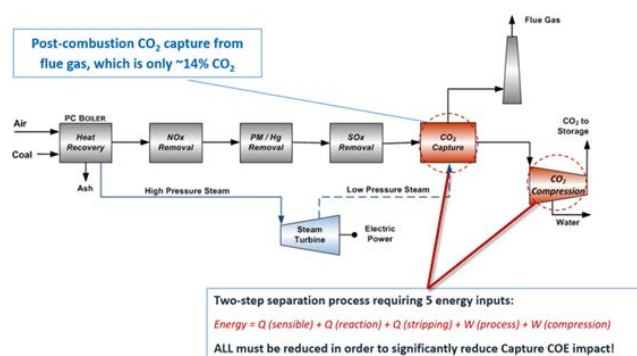 Flue Gas
Post-combustion CO₂ capture from
flue gas, which is only ~14% CO₂
PC BOILER
Air
Coal
Heat
Recovery
NOx
Removal
PM / Hg
Removal
SOx
Removal
CO₂
Capture
CO₂ to
Storage
CO₂
Compression
Ash
High Pressure Steam
Low Pressure Steam
Water
Steam
Turbine
Electric
Power
Two-step separation process requiring 5 energy inputs:
Energy = Q (sensible) + Q (reaction) + Q (stripping) + W (process) + W (compression)
ALL must be reduced in order to significantly reduce Capture COE impact!